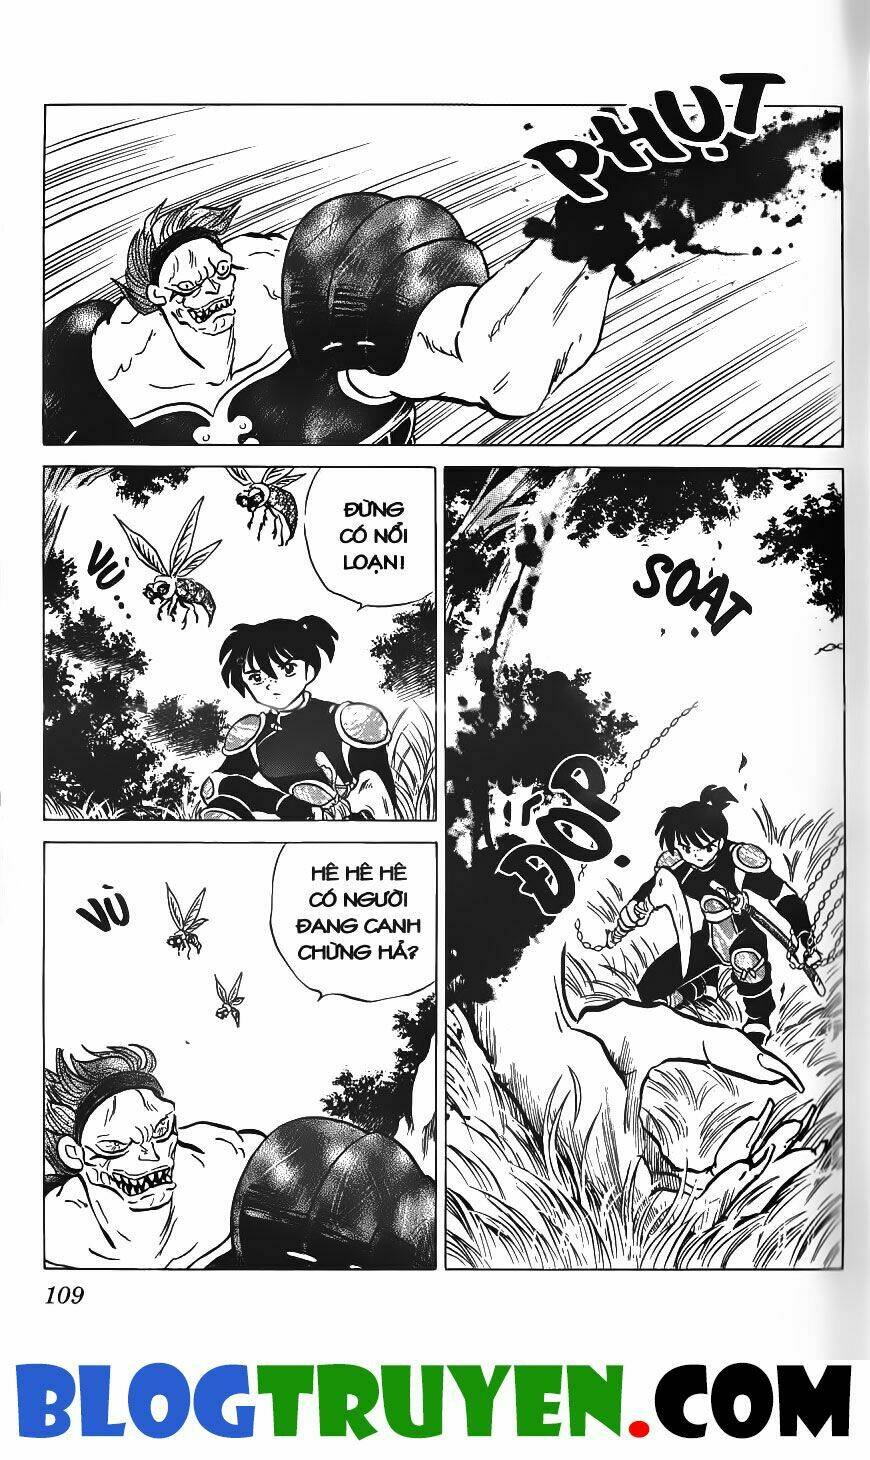 PHỤT
SOẠT
ĐỘP
ĐỪNG
CÓ NỔI
LOẠN!
VÙ...
HÊ HÊ HÊ
CÓ NGƯỜI
ĐANG CANH
CHỪNG HẢ?
VÙ
109
BLOGTRUYEN.COM